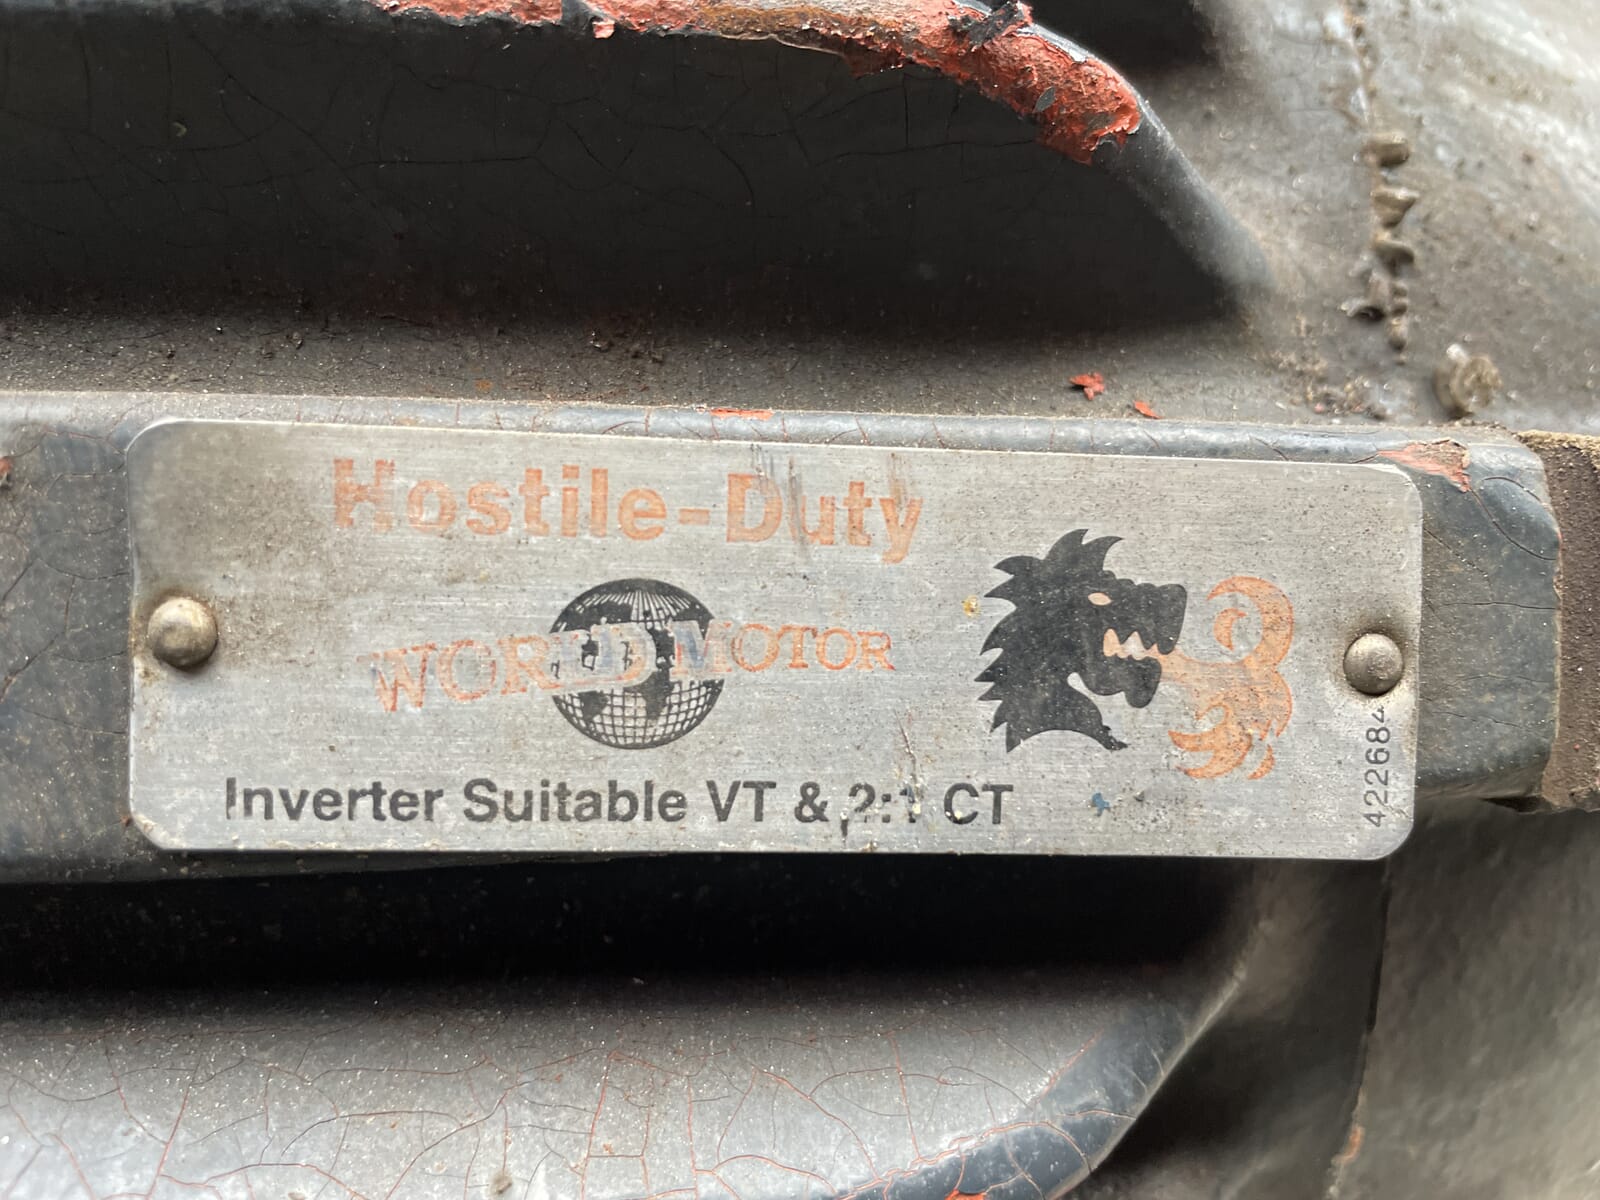 Hostile-Duty
WORLD MOTOR
Inverter Suitable VT & 2:1 CT
422684